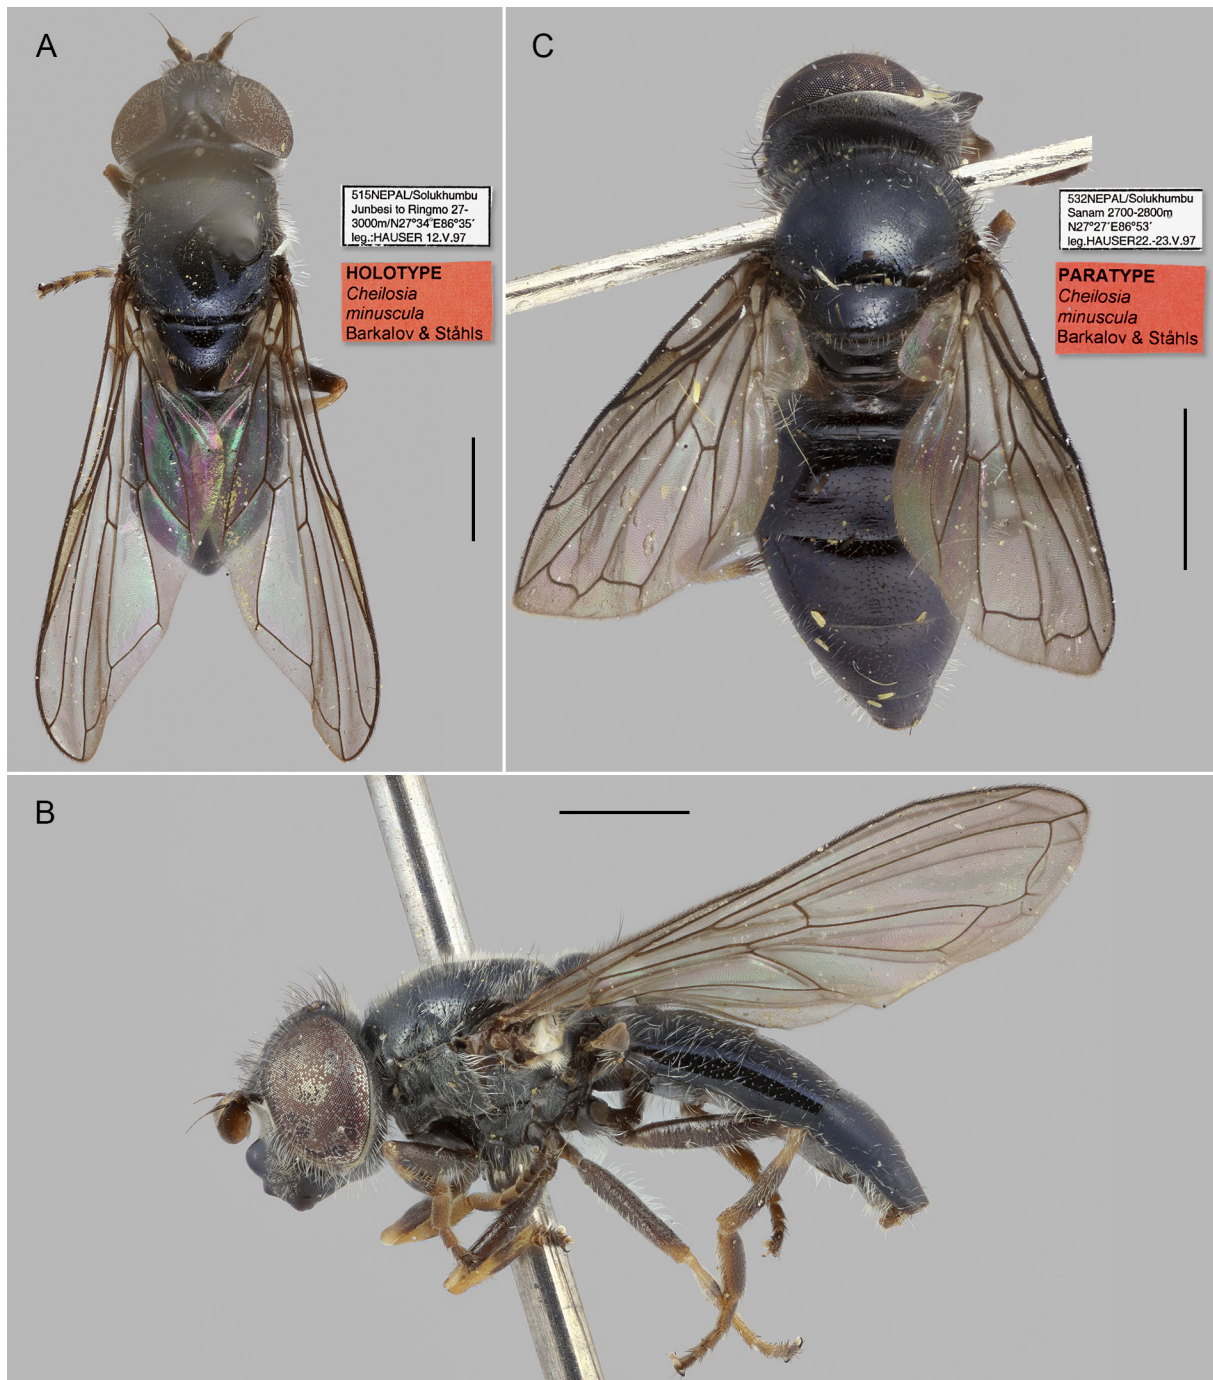 A
515NEPAL/Solukhumbu
Junbesi to Ringmo 27-
3000m/N27°34´E86°35´
leg.:HAUSER 12.V.97
HOLOTYPE
Cheilosia
minuscula
Barkalov & Ståhls
C
532NEPAL/Solukhumbu
Sanam 2700-2800m
N27°27´E86°53´
leg.HAUSER22.-23.V.97
PARATYPE
Cheilosia
minuscula
Barkalov & Ståhls
B